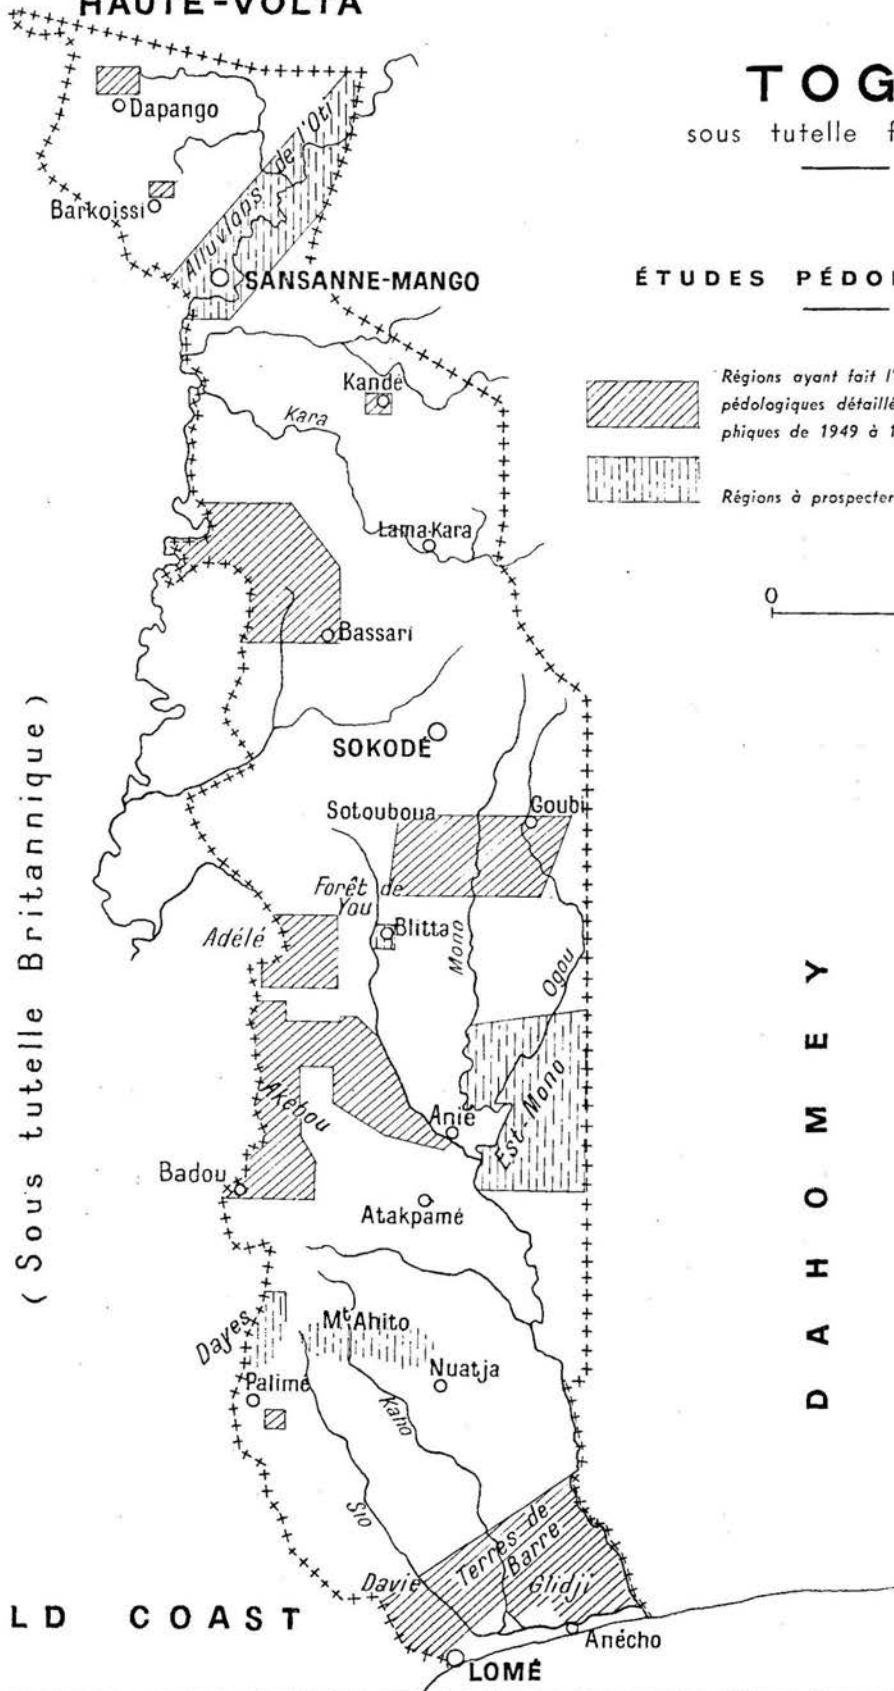 HAUTE-VOLTA
TOG
sous tutelle f
ÉTUDES PÉDO
Régions ayant fait l'
pédologiques détaillé
phiques de 1949 à 1
Régions à prospecter
0
Dapango
Barkoissi
Alluvions de l'Oti
SANSANNE-MANGO
Kandé
Kara
Lama-Kara
Bassari
SOKODÉ
Sotouboua
Goubi
Forêt de
You
Adélé
Blitta
Mono
Ogou
Akébou
Anié
Est-Mono
Badou
Atakpamé
Dayes
Mt Ahito
Palimé
Nuatja
Kaho
Sio
Terres de
Barre
Davié
Glidji
Anécho
LOMÉ
(Sous tutelle Britannique)
DAHOMEY
LD COAST